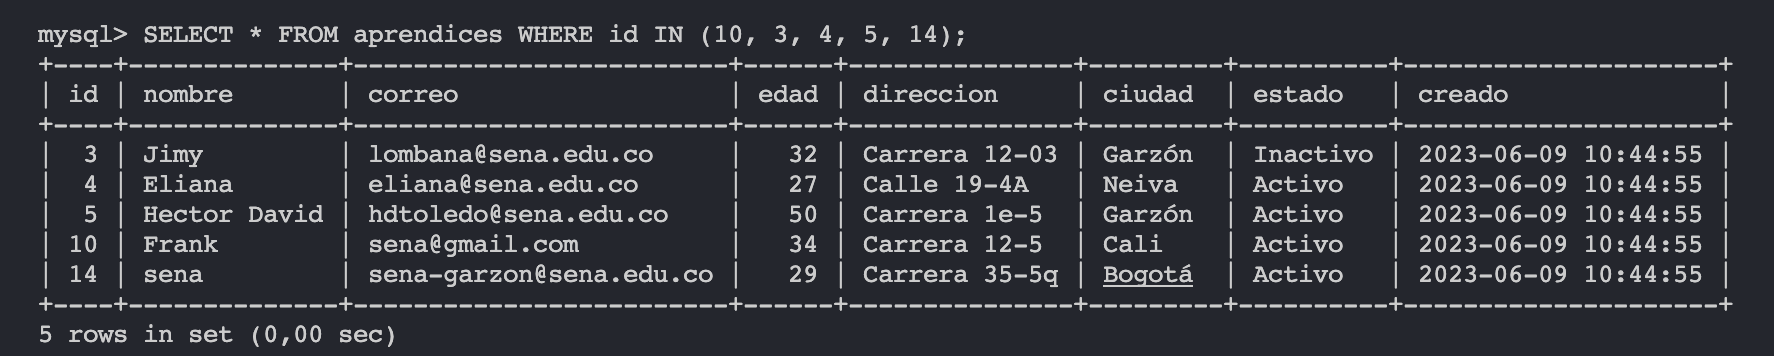 mysql> SELECT * FROM aprendices WHERE id IN (10, 3, 4, 5, 14);
+----+--------------+-------------------------+------+---------------+---------+----------+---------------------+
| id | nombre       | correo                  | edad | direccion     | ciudad  | estado   | creado              |
+----+--------------+-------------------------+------+---------------+---------+----------+---------------------+
|  3 | Jimy         | lombana@sena.edu.co     |   32 | Carrera 12-03 | Garzón  | Inactivo | 2023-06-09 10:44:55 |
|  4 | Eliana       | eliana@sena.edu.co      |   27 | Calle 19-4A   | Neiva   | Activo   | 2023-06-09 10:44:55 |
|  5 | Hector David | hdtoledo@sena.edu.co    |   50 | Carrera 1e-5  | Garzón  | Activo   | 2023-06-09 10:44:55 |
| 10 | Frank        | sena@gmail.com          |   34 | Carrera 12-5  | Cali    | Activo   | 2023-06-09 10:44:55 |
| 14 | sena         | sena-garzon@sena.edu.co |   29 | Carrera 35-5q | Bogotá  | Activo   | 2023-06-09 10:44:55 |
+----+--------------+-------------------------+------+---------------+---------+----------+---------------------+
5 rows in set (0,00 sec)